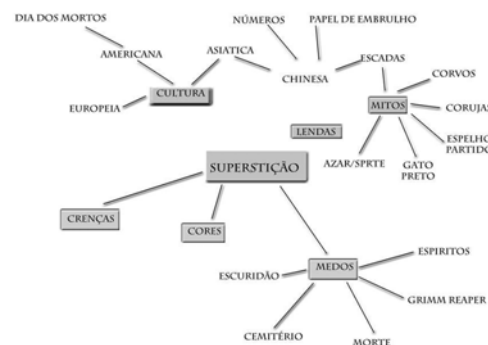 DIA DOS MORTOS
NÚMEROS
PAPEL DE EMBRULHO
AMERICANA
ASIATICA
CHINESA
ESCADAS
CORVOS
EUROPEIA
CULTURA
MITOS
CORUJAS
LENDAS
ESPELHO
PARTIDO
AZAR/SPRTE
GATO
PRETO
SUPERSTIÇÃO
CRENÇAS
CORES
ESPIRITOS
ESCURIDÃO
MEDOS
GRIMM REAPER
CEMITÉRIO
MORTE